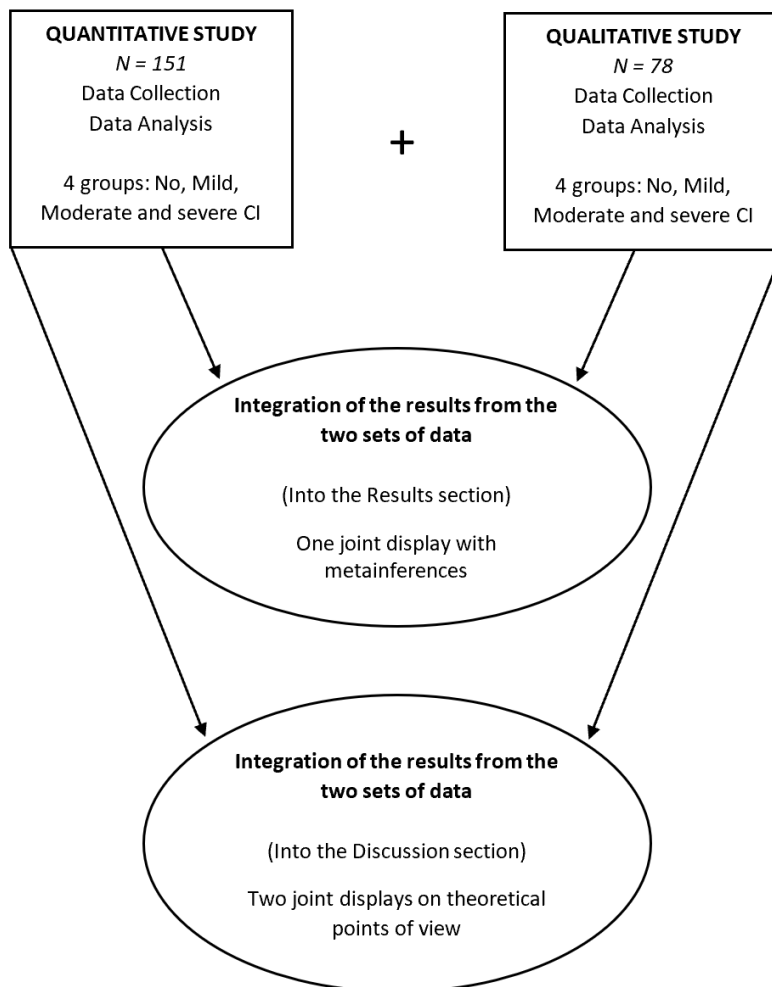 QUANTITATIVE STUDY
N = 151
Data Collection
Data Analysis
4 groups: No, Mild,
Moderate and severe CI
+
QUALITATIVE STUDY
N = 78
Data Collection
Data Analysis
4 groups: No, Mild,
Moderate and severe CI
Integration of the results from the
two sets of data
(Into the Results section)
One joint display with
metainferences
Integration of the results from the
two sets of data
(Into the Discussion section)
Two joint displays on theoretical
points of view